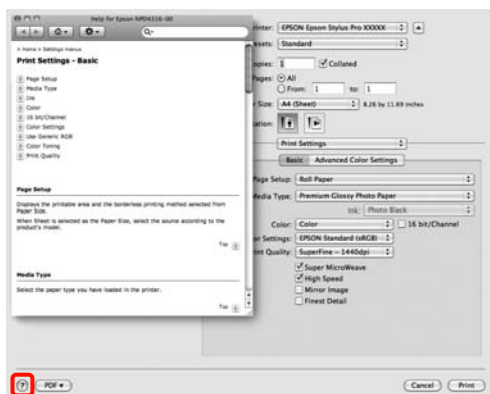 Help for Epson NPD4316-00
> Home > Settings menus
Print Settings - Basic
Page Setup
Media Type
Ink
Color
16 bit/Channel
Color Settings
Use Generic RGB
Color Toning
Print Quality
Page Setup
Displays the printable area and the borderless printing method selected from
Paper Size.
When Sheet is selected as the Paper Size, select the source according to the
product's model.
Top
Media Type
Select the paper type you have loaded in the printer.
Top
inter: EPSON Epson Stylus Pro XXXXX
sets: Standard
opies: 1 Collated
Pages: All
From: 1 to: 1
r Size: A4 (Sheet) 8.26 by 11.69 inches
tation:
Print Settings
Basic Advanced Color Settings
Page Setup: Roll Paper
Media Type: Premium Glossy Photo Paper
Ink: Photo Black
Color: Color 16 bit/Channel
or Settings: EPSON Standard (sRGB)
int Quality: SuperFine - 1440dpi
Super MicroWeave
High Speed
Mirror Image
Finest Detail
? PDF Cancel Print